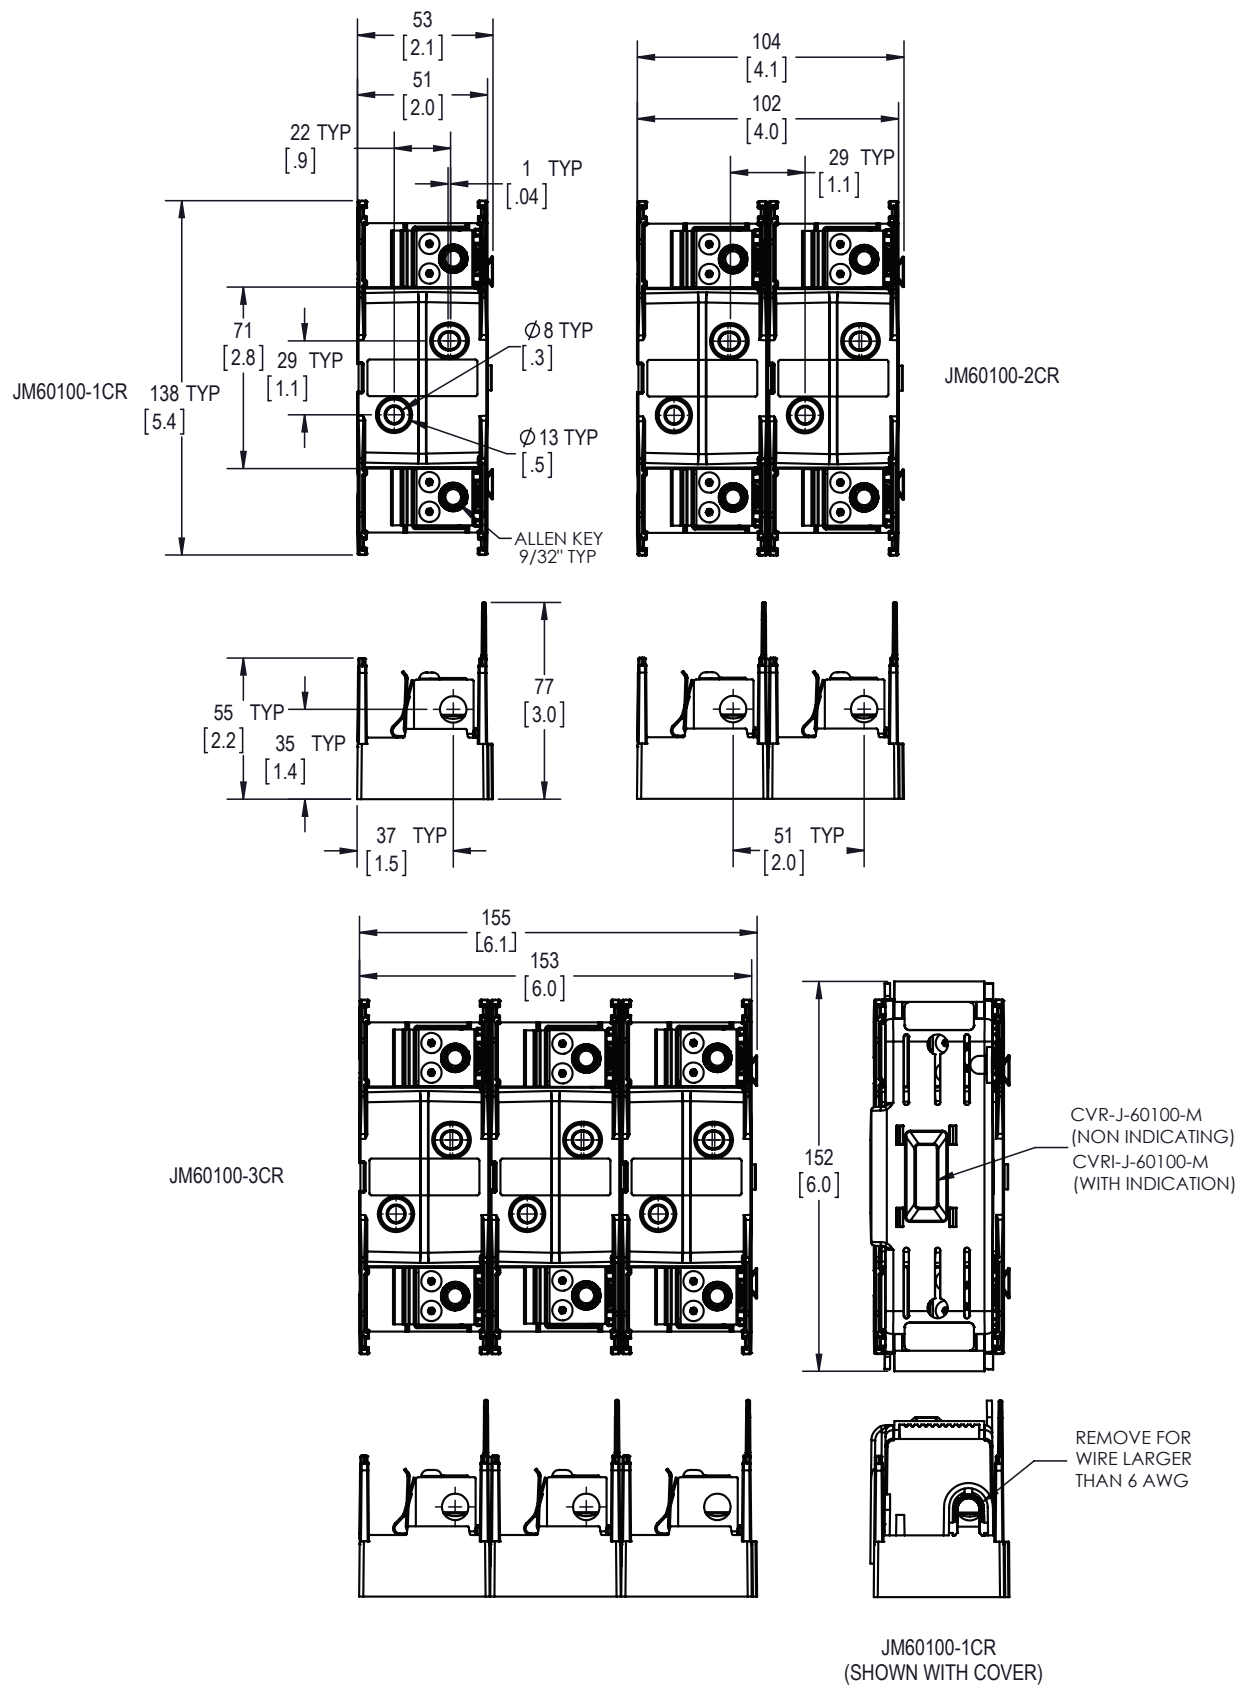 53
[2.1]
51
[2.0]
22 TYP
[.9]
1 TYP
[.04]
104
[4.1]
102
[4.0]
29 TYP
[1.1]
71
[2.8]
29 TYP
[1.1]
138 TYP
[5.4]
JM60100-1CR
Ø8 TYP
[.3]
Ø13 TYP
[.5]
ALLEN KEY
9/32" TYP
JM60100-2CR
55 TYP
[2.2]
35 TYP
[1.4]
77
[3.0]
37 TYP
[1.5]
51 TYP
[2.0]
155
[6.1]
153
[6.0]
JM60100-3CR
152
[6.0]
CVR-J-60100-M
(NON INDICATING)
CVRI-J-60100-M
(WITH INDICATION)
REMOVE FOR
WIRE LARGER
THAN 6 AWG
JM60100-1CR
(SHOWN WITH COVER)